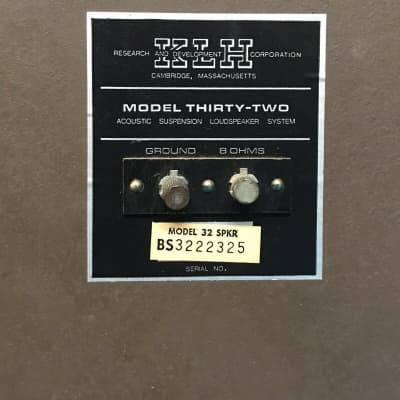 KLH
RESEARCH AND DEVELOPMENT CORPORATION
CAMBRIDGE, MASSACHUSETTS
MODEL THIRTY-TWO
ACOUSTIC SUSPENSION LOUDSPEAKER SYSTEM
GROUND 8 OHMS
MODEL 32 SPKR
BS3222325
SERIAL NO.